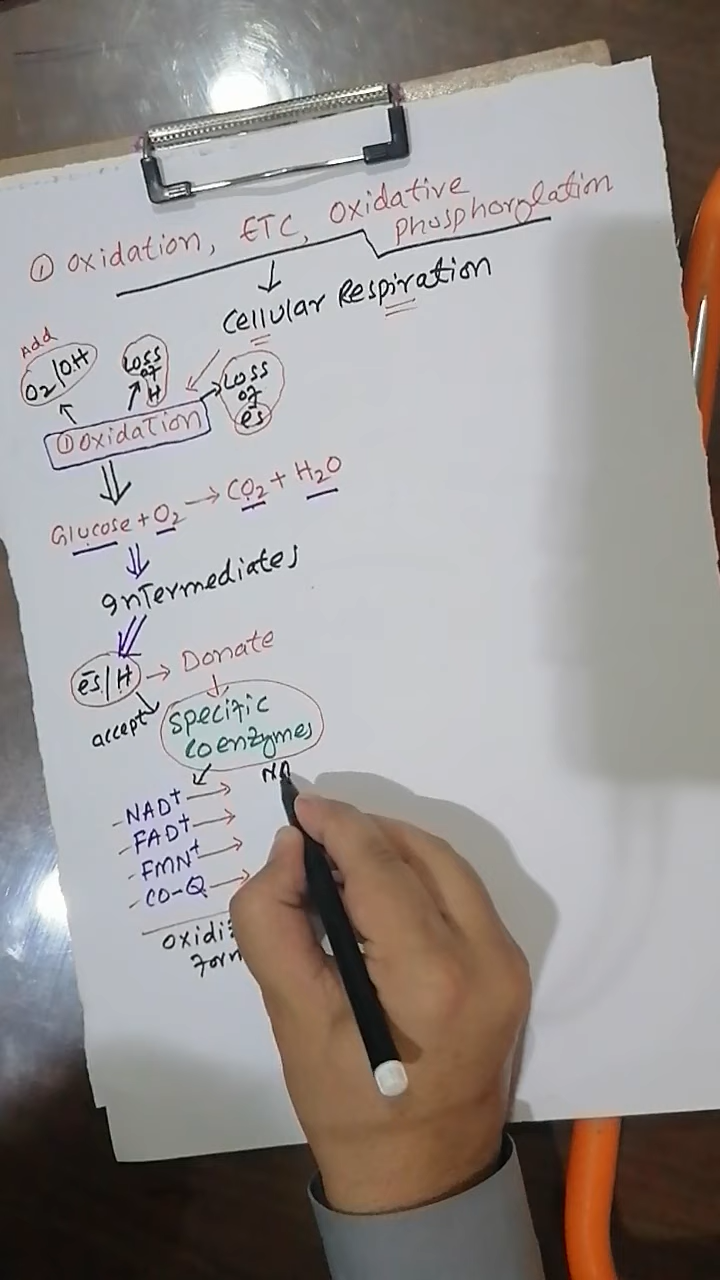 ① Oxidation, ETC, Oxidative
phosphorylation
Cellular Respiration
Add
O2/OH
Loss
of
H
Loss
of
es
① Oxidation
Glucose + O2 → CO2 + H2O
Intermediates
es/H → Donate
accept
Specific
Coenzymes
NA
- NAD+ →
- FAD+ →
- FMN+ →
- CO-Q →